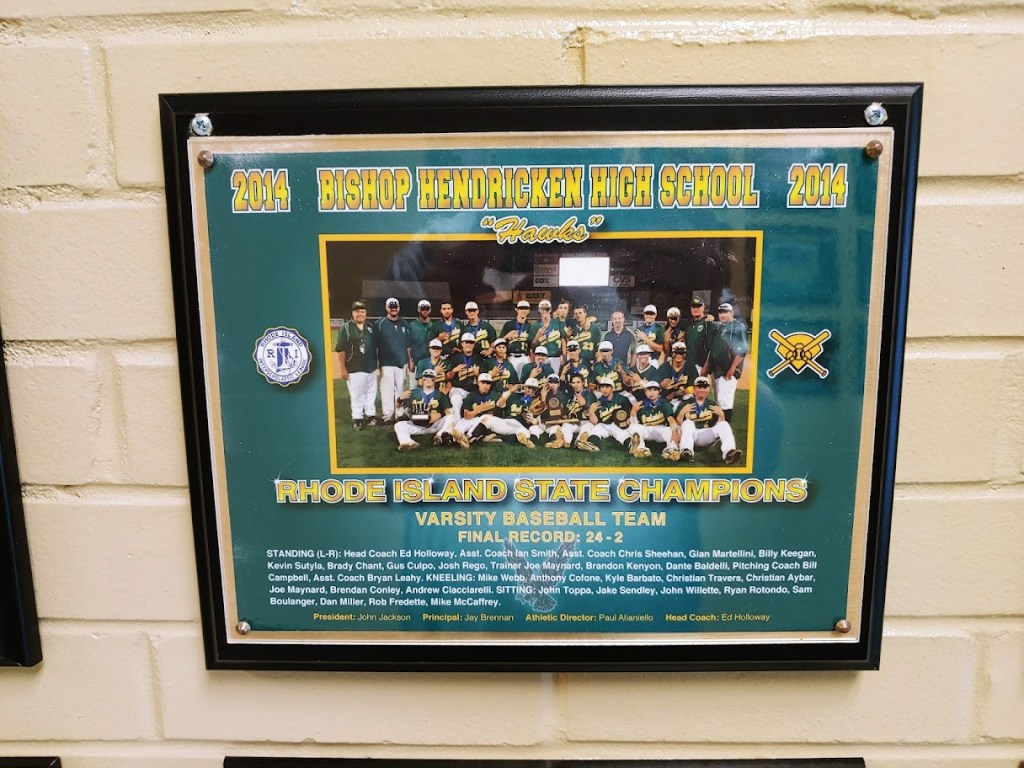 2014 BISHOP HENDRICKEN HIGH SCHOOL 2014
"Hawks"
RHODE ISLAND
R I
INTERSCHOLASTIC LEAGUE
RHODE ISLAND STATE CHAMPIONS
VARSITY BASEBALL TEAM
FINAL RECORD: 24 - 2
STANDING (L-R): Head Coach Ed Holloway, Asst. Coach Ian Smith, Asst. Coach Chris Sheehan, Gian Martellini, Billy Keegan,
Kevin Sutyla, Brady Chant, Gus Culpo, Josh Rego, Trainer Joe Maynard, Brandon Kenyon, Dante Baldelli, Pitching Coach Bill
Campbell, Asst. Coach Bryan Leahy. KNEELING: Mike Webb, Anthony Cofone, Kyle Barbato, Christian Travers, Christian Aybar,
Joe Maynard, Brendan Conley, Andrew Ciacciarelli. SITTING: John Toppa, Jake Sendley, John Willette, Ryan Rotondo, Sam
Boulanger, Dan Miller, Rob Fredette, Mike McCaffrey.
President: John Jackson Principal: Jay Brennan Athletic Director: Paul Alianiello Head Coach: Ed Holloway